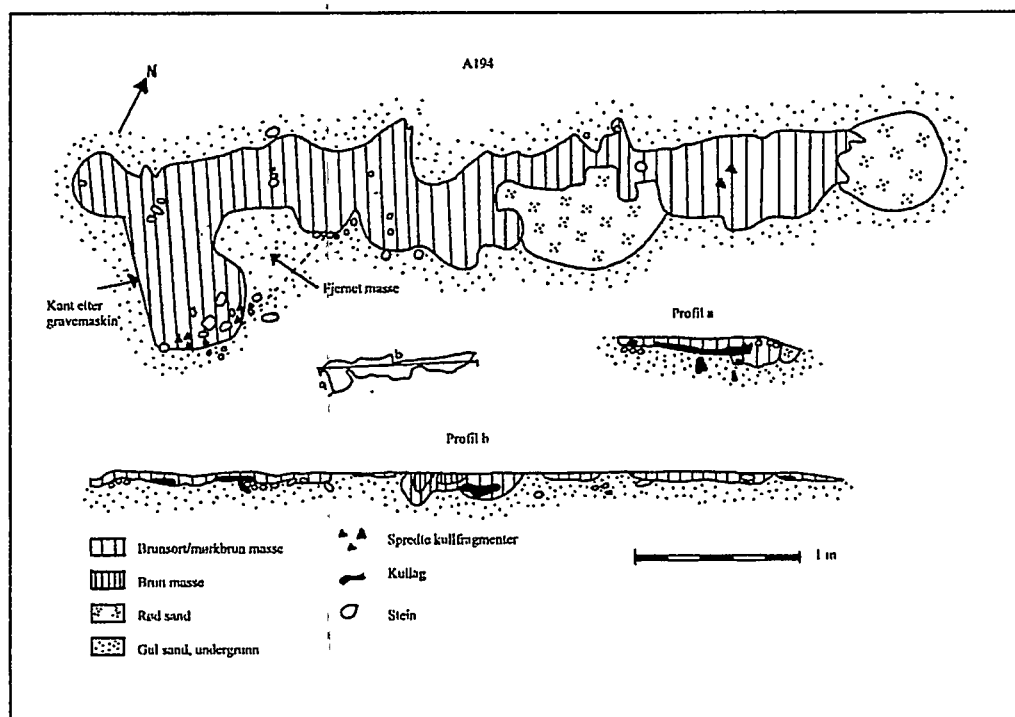 A194
N
Kant etter
gravemaskin
Fjernet masse
Profil a
b
a
Profil b
Brunsort/mørkbrun masse
Brun masse
Rød sand
Gul sand, undergrunn
Spredte kullfragmenter
Kullag
Stein
1 m